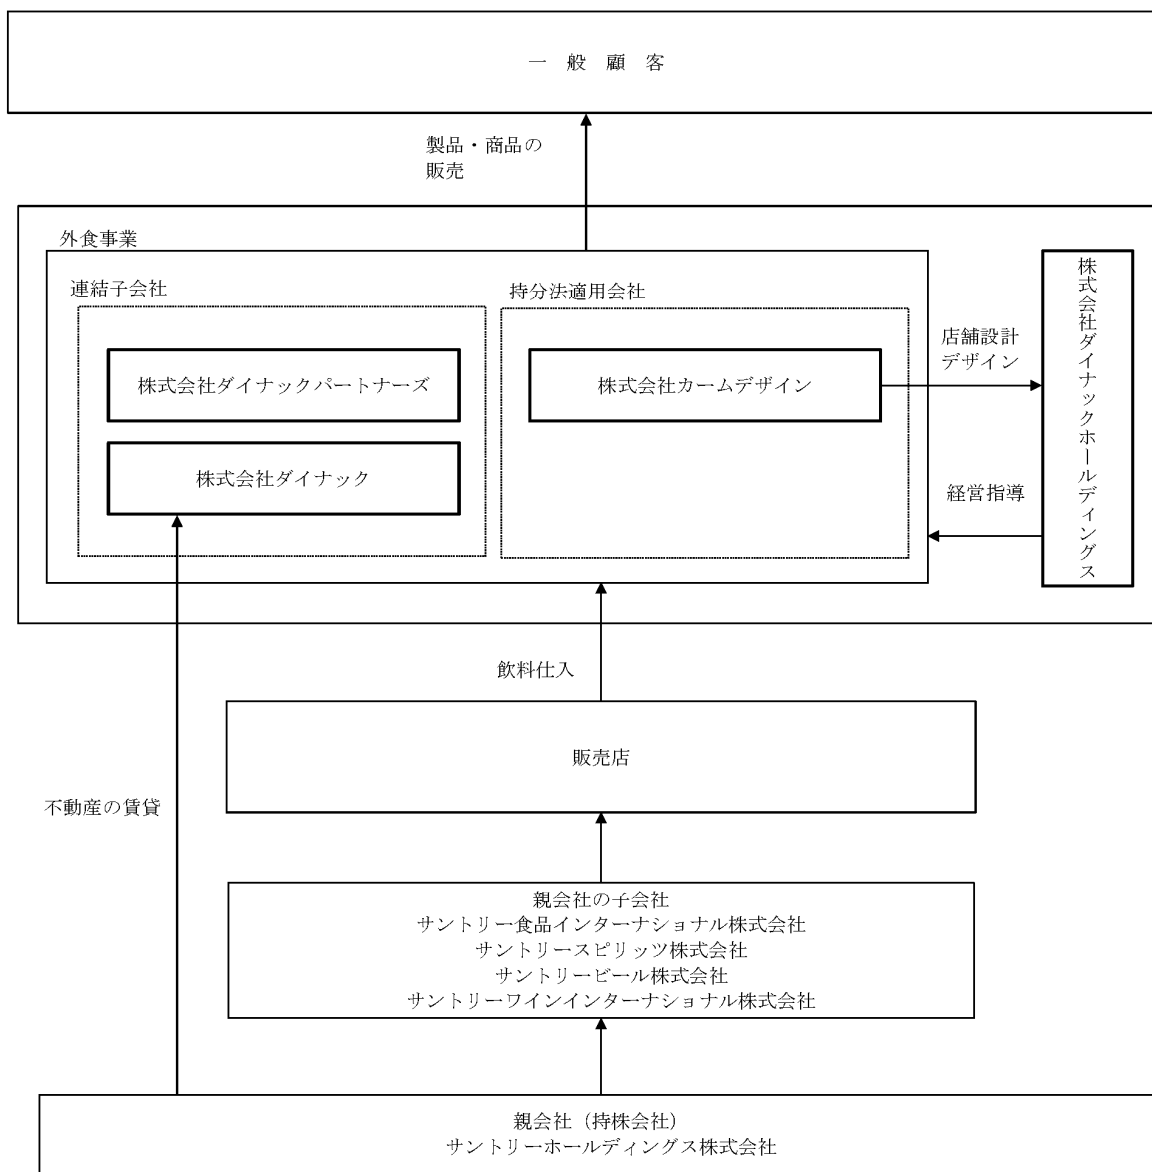 一般顧客
製品・商品の
販売
外食事業
連結子会社
持分法適用会社
株式会社ダイナックパートナーズ
株式会社ダイナック
株式会社カームデザイン
店舗設計
デザイン
経営指導
株式会社ダイナックホールディングス
飲料仕入
販売店
不動産の賃貸
親会社の子会社
サントリー食品インターナショナル株式会社
サントリースピリッツ株式会社
サントリービール株式会社
サントリーワインインターナショナル株式会社
親会社（持株会社）
サントリーホールディングス株式会社